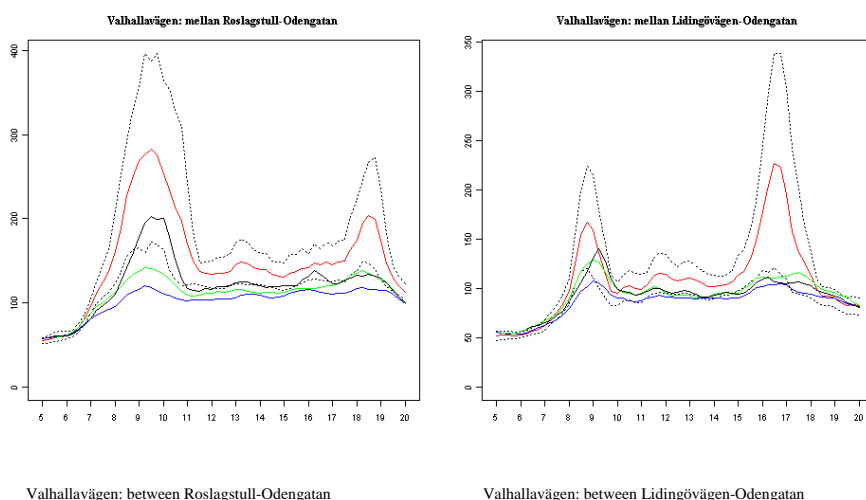 Valhallavägen: mellan Roslagstull-Odengatan
400
300
200
100
0
5 6 7 8 9 10 11 12 13 14 15 16 17 18 19 20
Valhallavägen: between Roslagstull-Odengatan
Valhallavägen: mellan Lidingövägen-Odengatan
350
300
250
200
150
100
50
0
5 6 7 8 9 10 11 12 13 14 15 16 17 18 19 20
Valhallavägen: between Lidingövägen-Odengatan